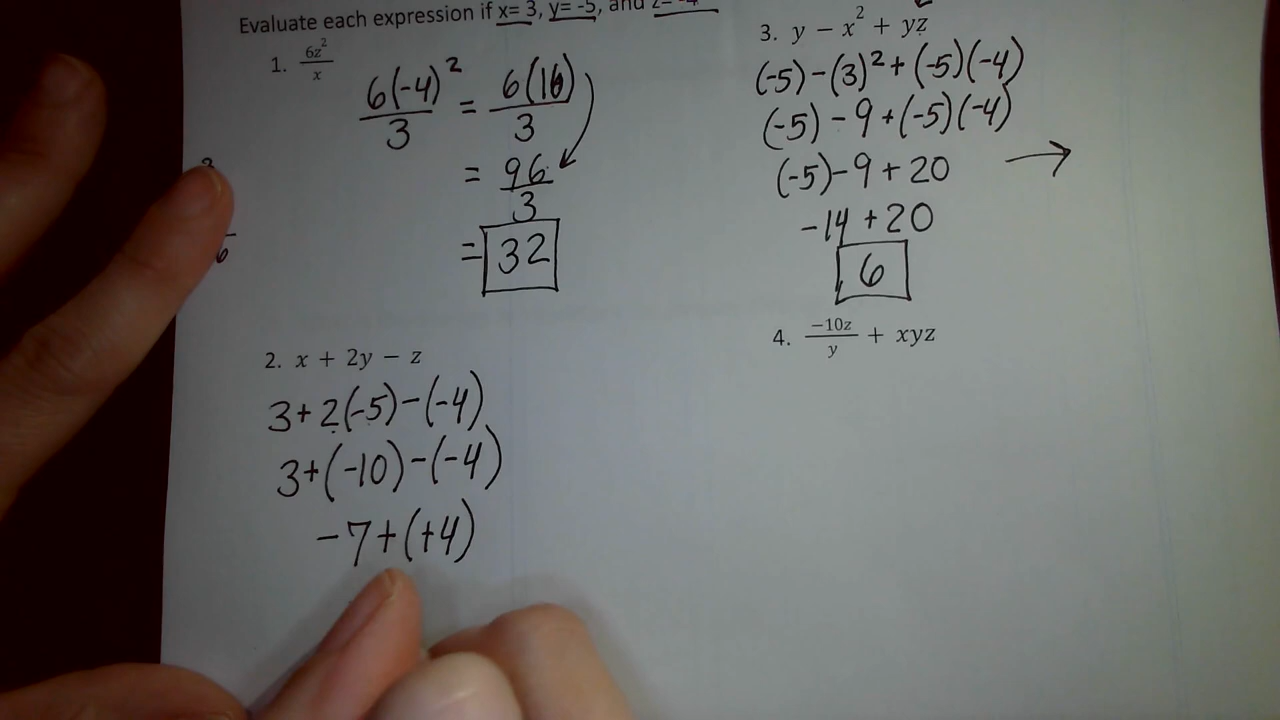 Evaluate each expression if x= 3, y= -5, and z= -4
1. 6z² / x
6(-4)² / 3 = 6(16) / 3
= 96 / 3
= 32
2. x + 2y − z
3+2(-5)-(-4)
3+(-10)-(-4)
-7+(+4)
3. y − x² + yz
(-5)-(3)²+(-5)(-4)
(-5)-9+(-5)(-4)
(-5)-9+20 →
-14+20
6
4. −10z / y + xyz